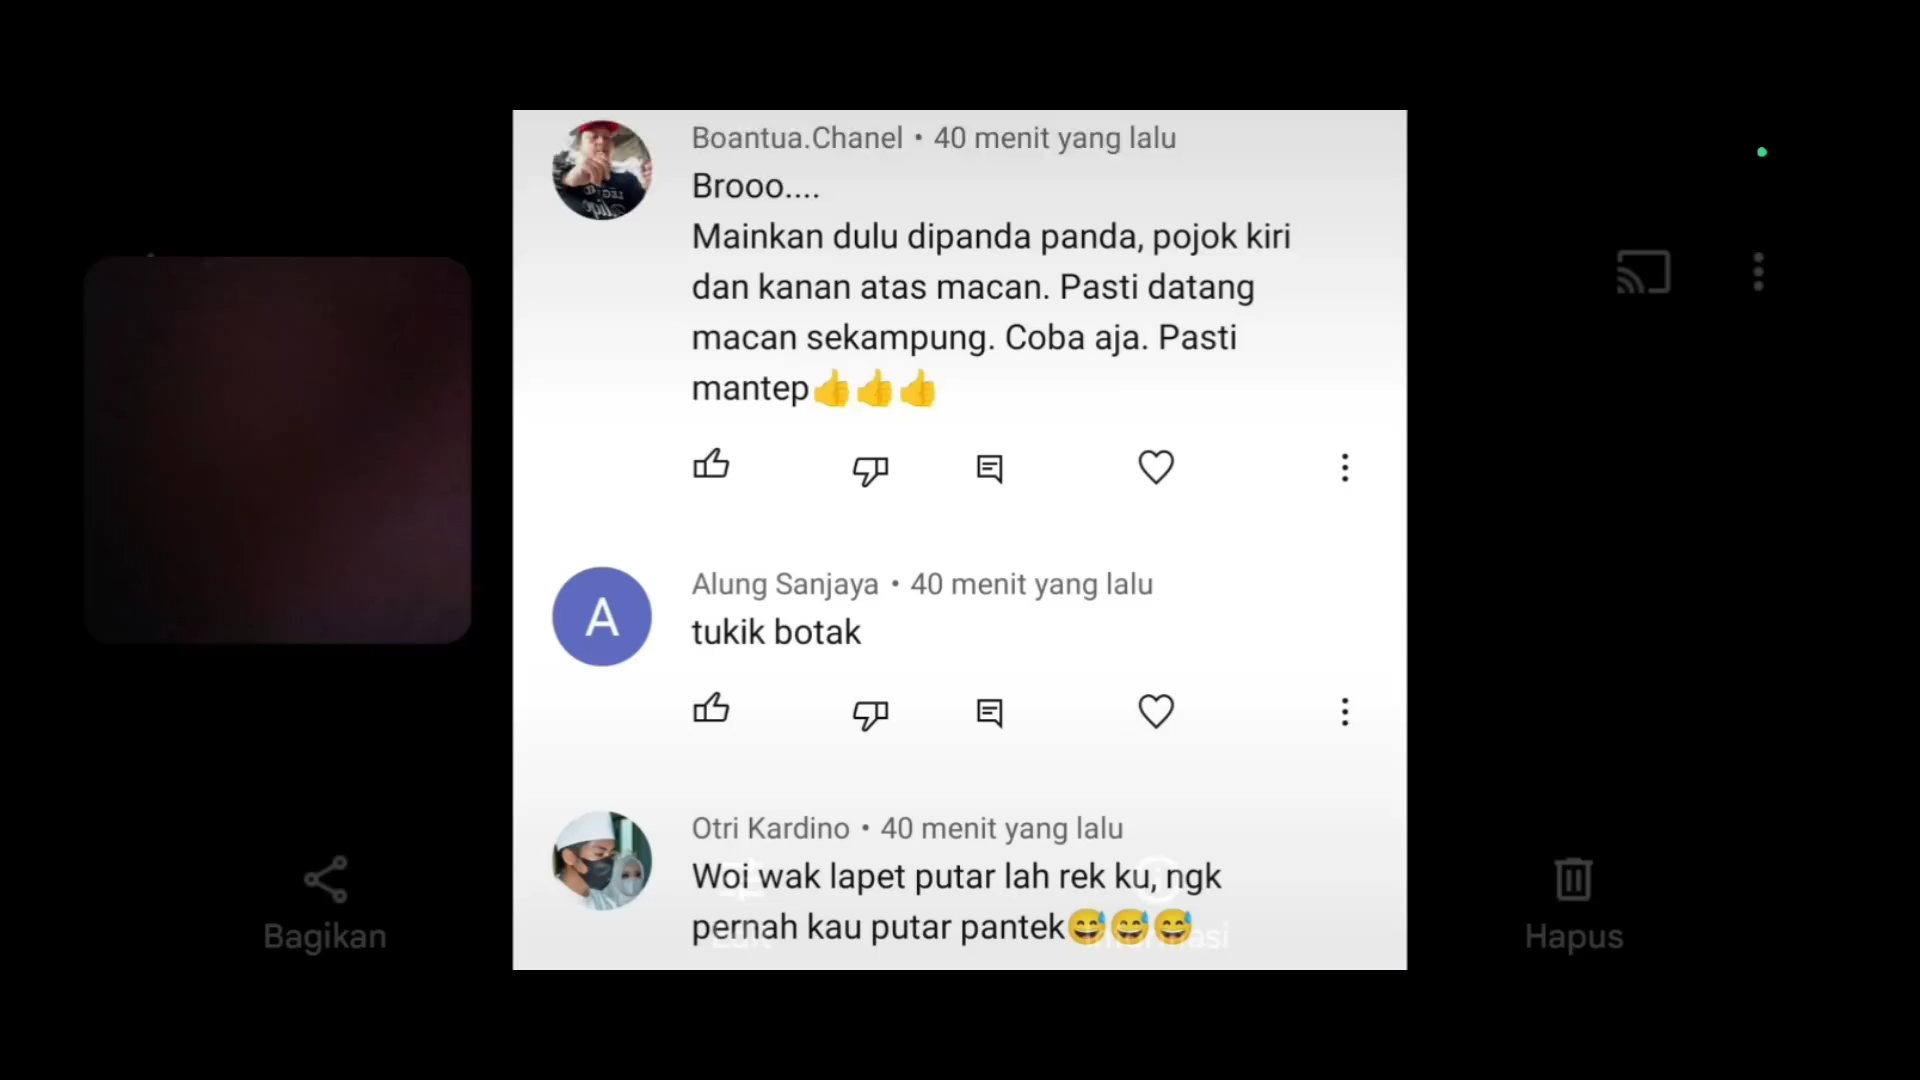 Boantua.Chanel • 40 menit yang lalu
Brooo....
Mainkan dulu dipanda panda, pojok kiri
dan kanan atas macan. Pasti datang
macan sekampung. Coba aja. Pasti
mantep👍👍👍
A
Alung Sanjaya • 40 menit yang lalu
tukik botak
Otri Kardino • 40 menit yang lalu
Woi wak lapet putar lah rek ku, ngk
pernah kau putar pantek😅😅😅
Bagikan
Hapus